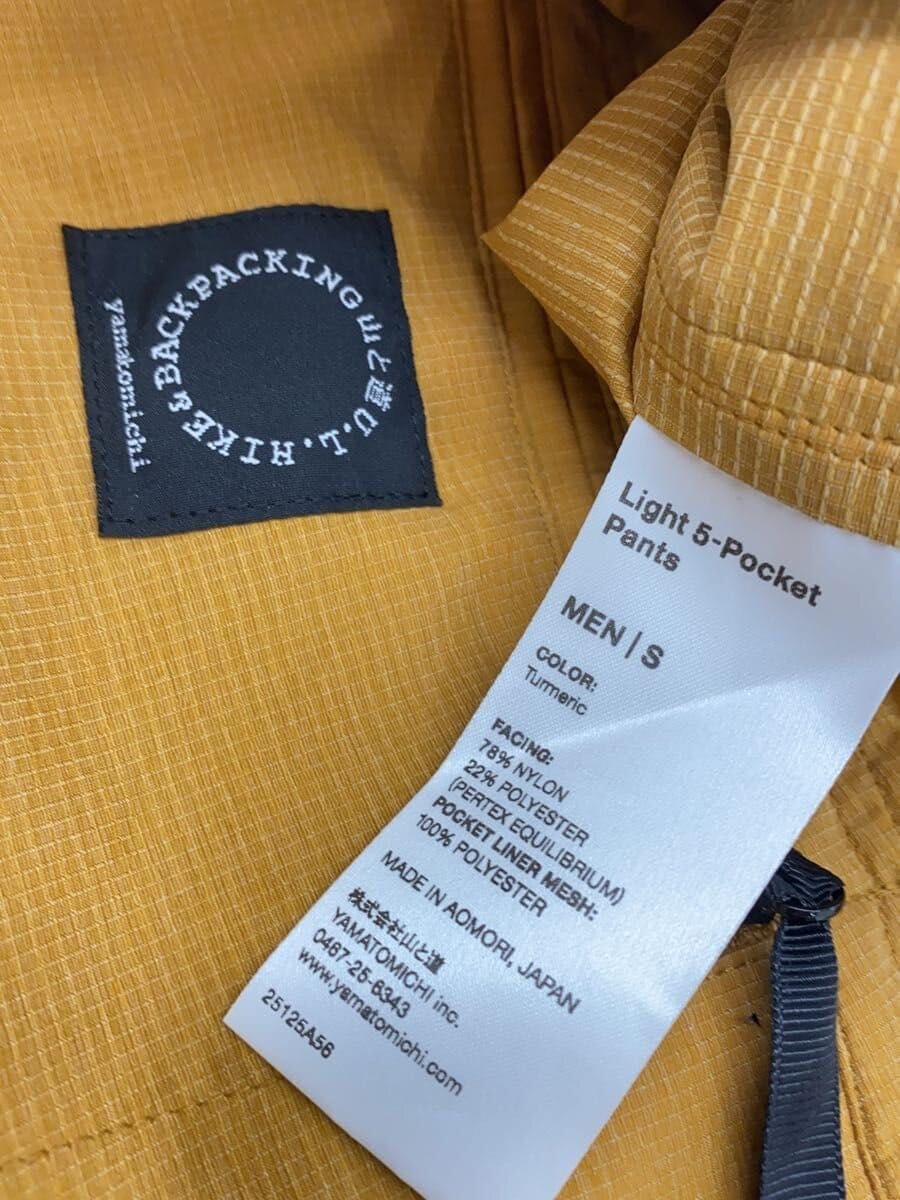 山と道 U.L. HIKE & BACKPACKING
yamatomichi
Light 5-Pocket
Pants
MEN | S
COLOR:
Turmeric
FACING:
78% NYLON
22% POLYESTER
(PERTEX EQUILIBRIUM)
POCKET LINER MESH:
100% POLYESTER
MADE IN AOMORI, JAPAN
株式会社山と道
YAMATOMICHI inc.
0467-25-6343
www.yamatomichi.com
25125A56